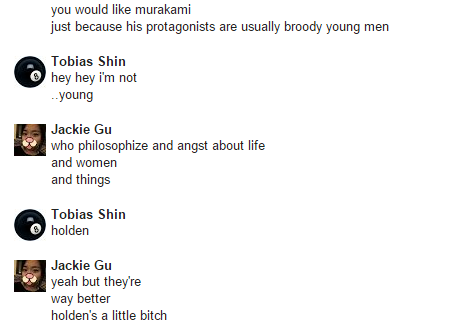 you would like murakami
just because his protagonists are usually broody young men
Tobias Shin
hey hey i'm not
..young
Jackie Gu
who philosophize and angst about life
and women
and things
Tobias Shin
holden
Jackie Gu
yeah but they're
way better
holden's a little bitch